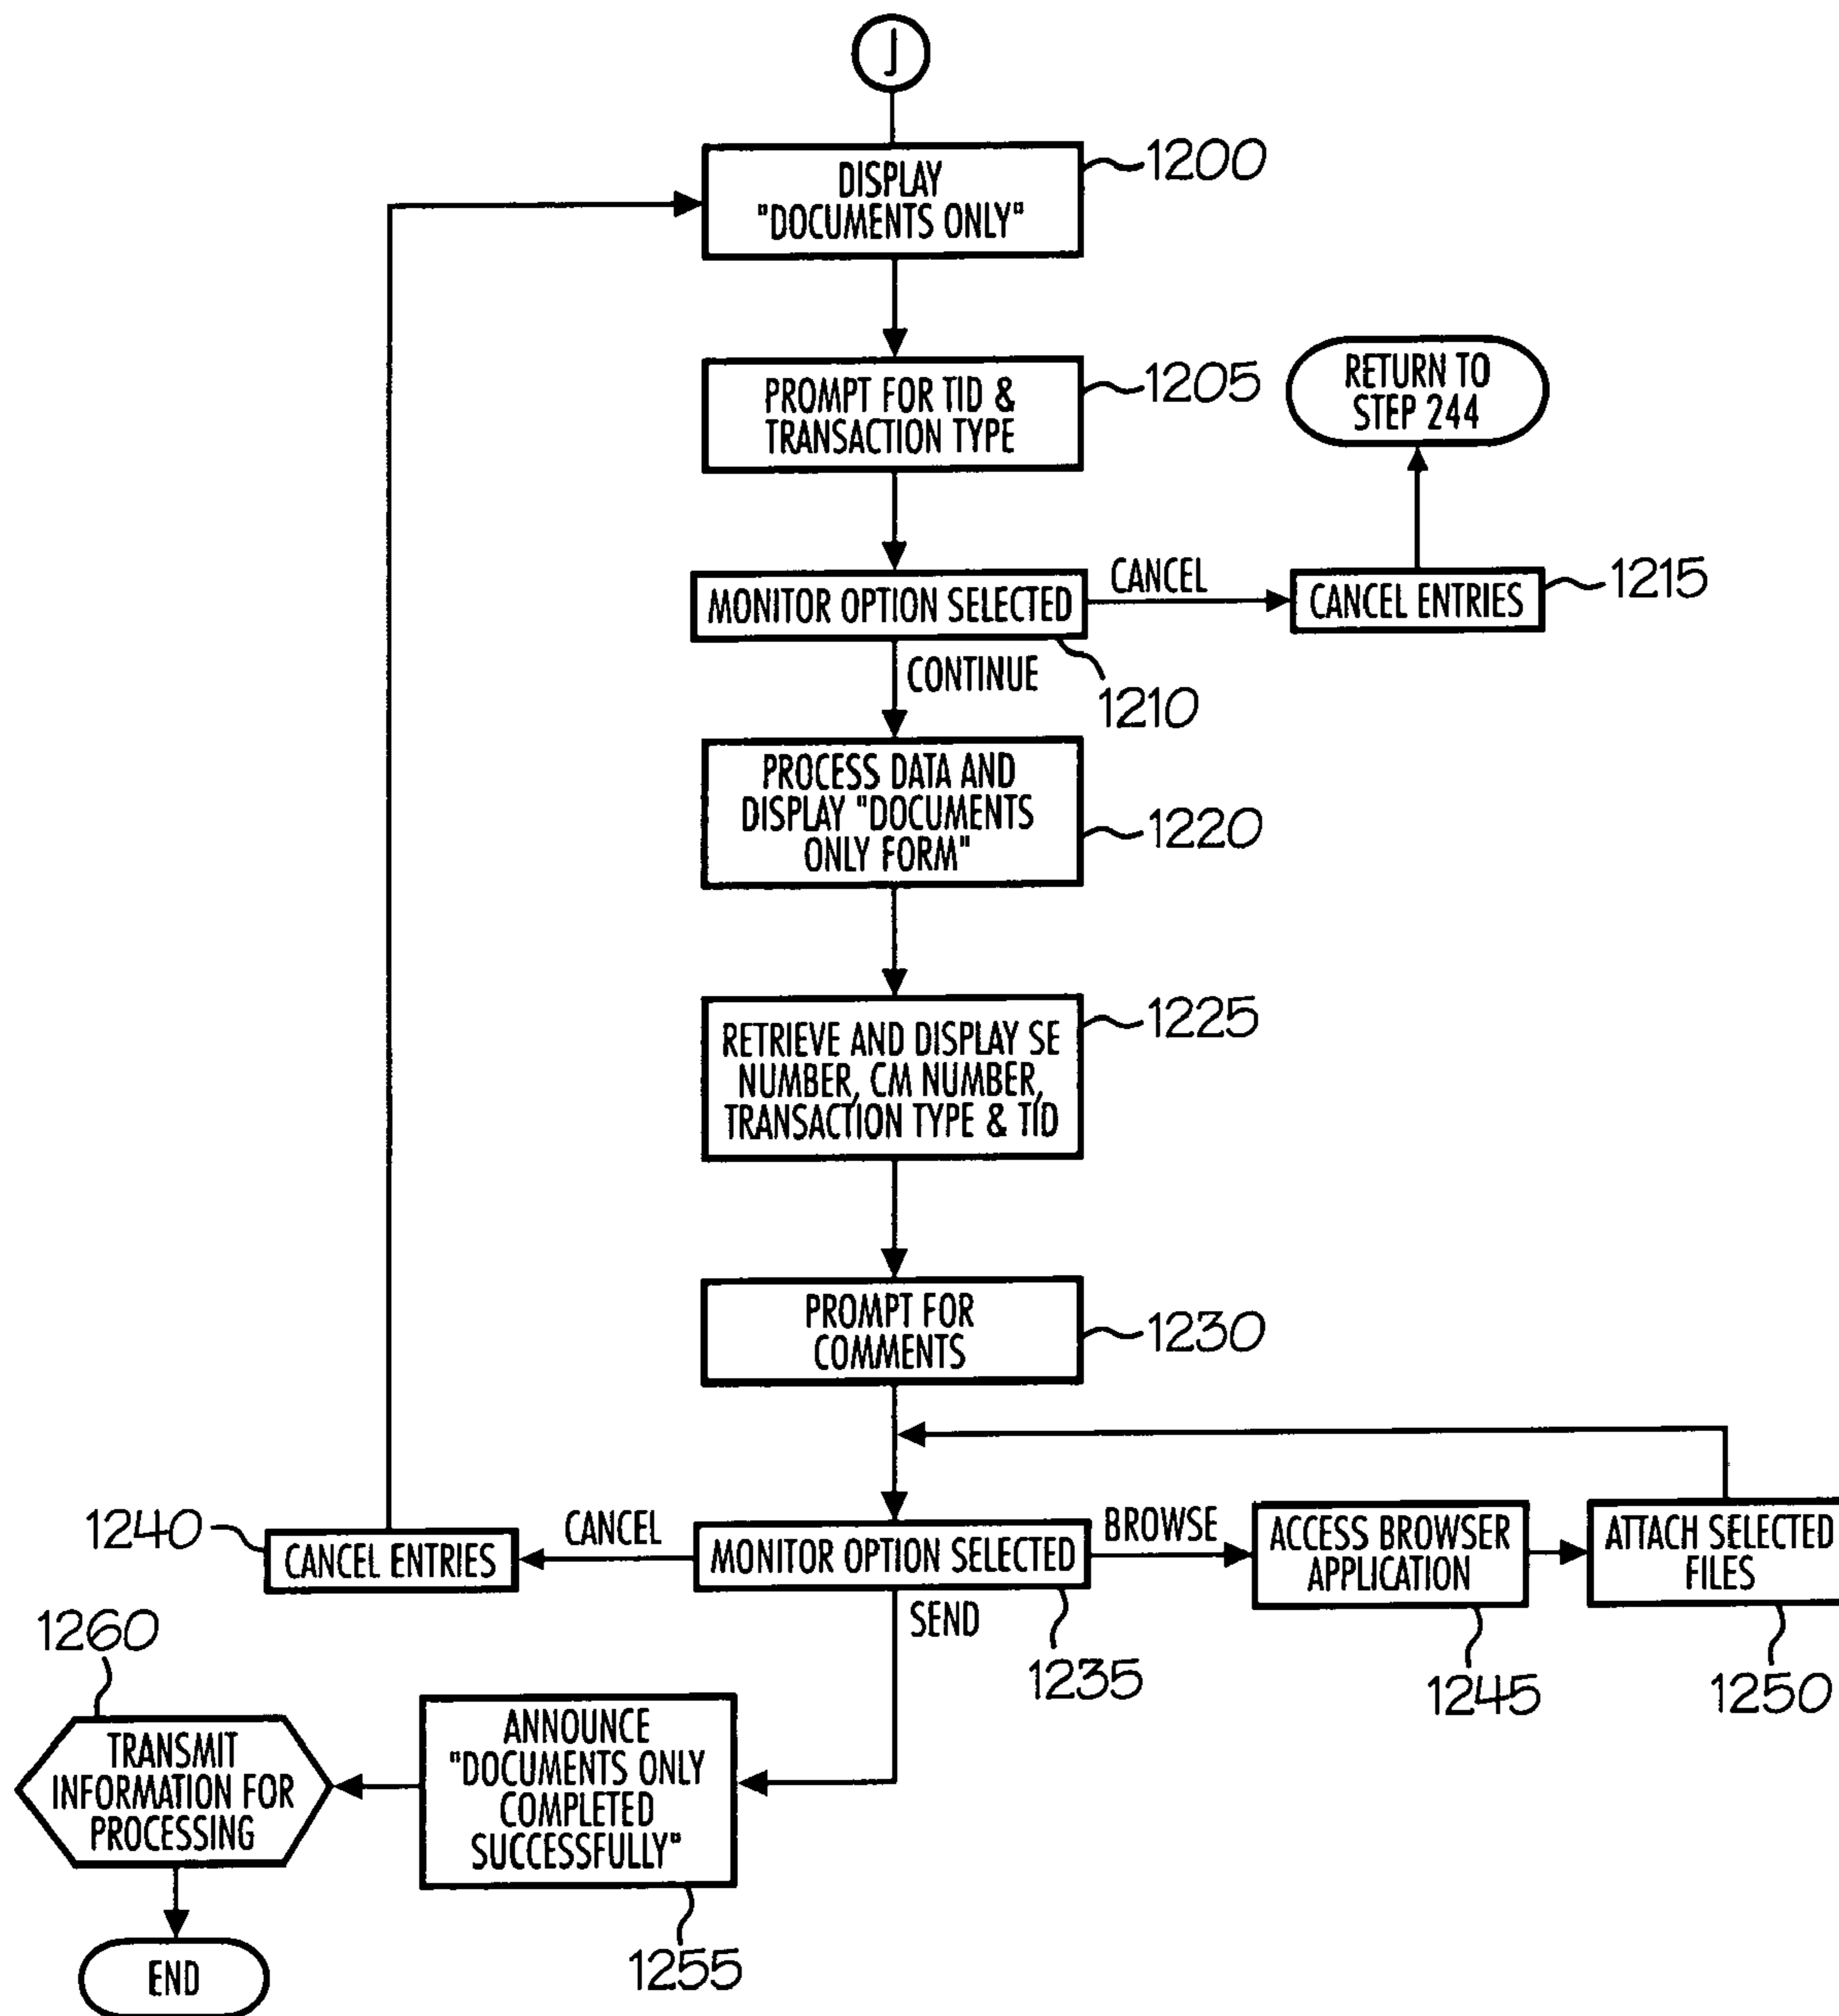 J
DISPLAY
"DOCUMENTS ONLY"
1200
PROMPT FOR TID &
TRANSACTION TYPE
1205
RETURN TO
STEP 244
MONITOR OPTION SELECTED
CANCEL
CANCEL ENTRIES
1215
CONTINUE
1210
PROCESS DATA AND
DISPLAY "DOCUMENTS
ONLY FORM"
1220
RETRIEVE AND DISPLAY SE
NUMBER, CM NUMBER,
TRANSACTION TYPE & TID
1225
PROMPT FOR
COMMENTS
1230
1240
CANCEL ENTRIES
CANCEL
MONITOR OPTION SELECTED
BROWSE
ACCESS BROWSER
APPLICATION
ATTACH SELECTED
FILES
SEND
1235
1245
1250
1260
TRANSMIT
INFORMATION FOR
PROCESSING
ANNOUNCE
"DOCUMENTS ONLY
COMPLETED
SUCCESSFULLY"
1255
END